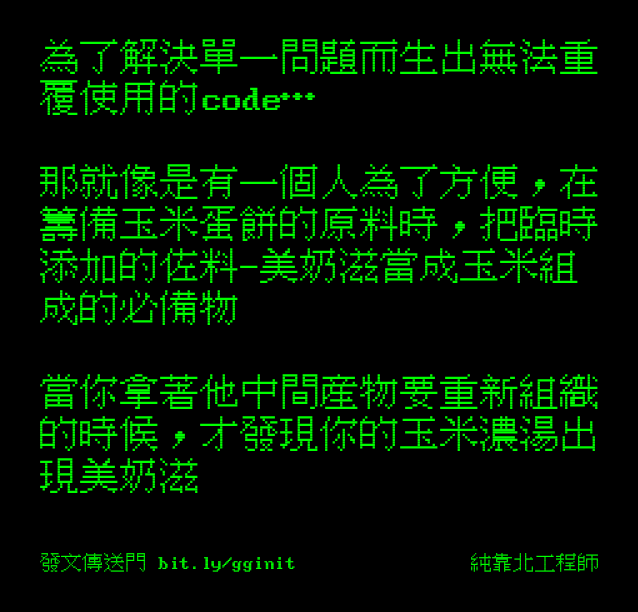 為了解決單一問題而生出無法重
覆使用的code…
那就像是有一個人為了方便，在
籌備玉米蛋餅的原料時，把臨時
添加的佐料-美奶滋當成玉米組
成的必備物
當你拿著他中間產物要重新組織
的時候，才發現你的玉米濃湯出
現美奶滋
發文傳送門 bit.ly/gginit
純靠北工程師